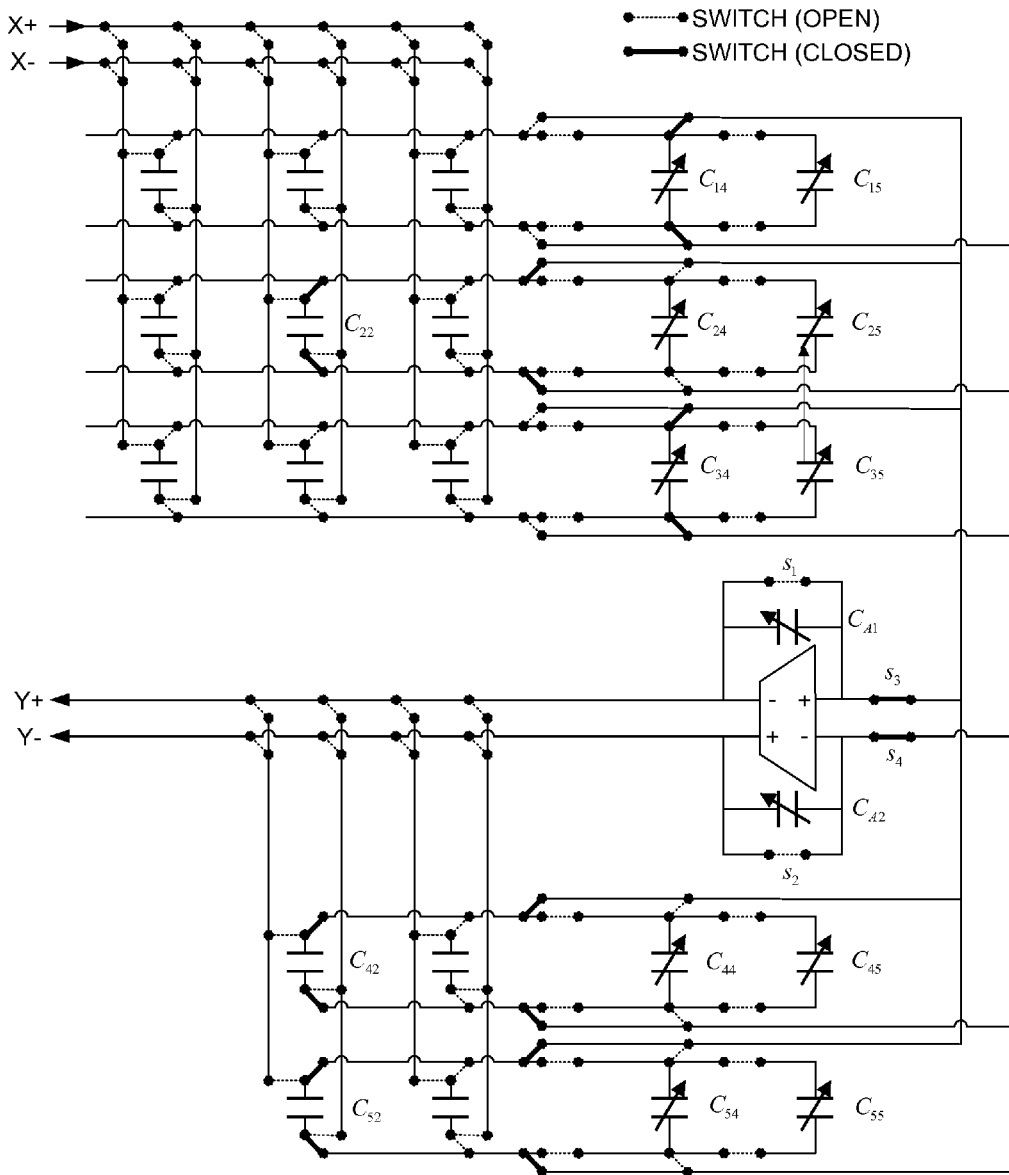 X+
SWITCH (OPEN)
X-
SWITCH (CLOSED)
C14
C15
C22
C24
C25
C34
C35
s1
CA1
Y+
- +
s3
Y-
+ -
s4
CA2
s2
C42
C44
C45
C52
C54
C55